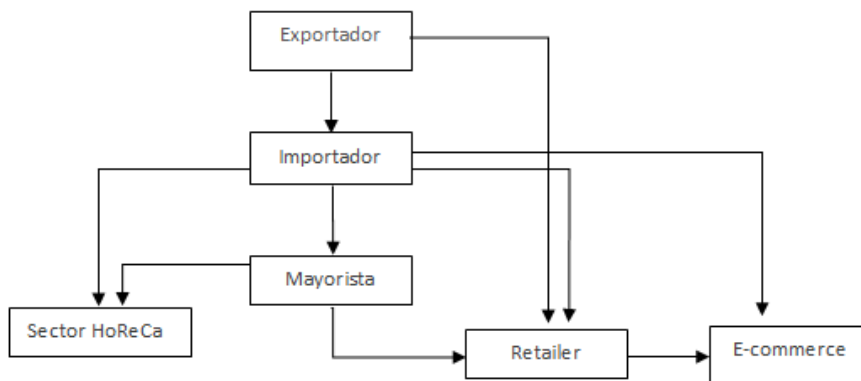 Exportador
Importador
Mayorista
Sector HoReCa
Retailer
E-commerce